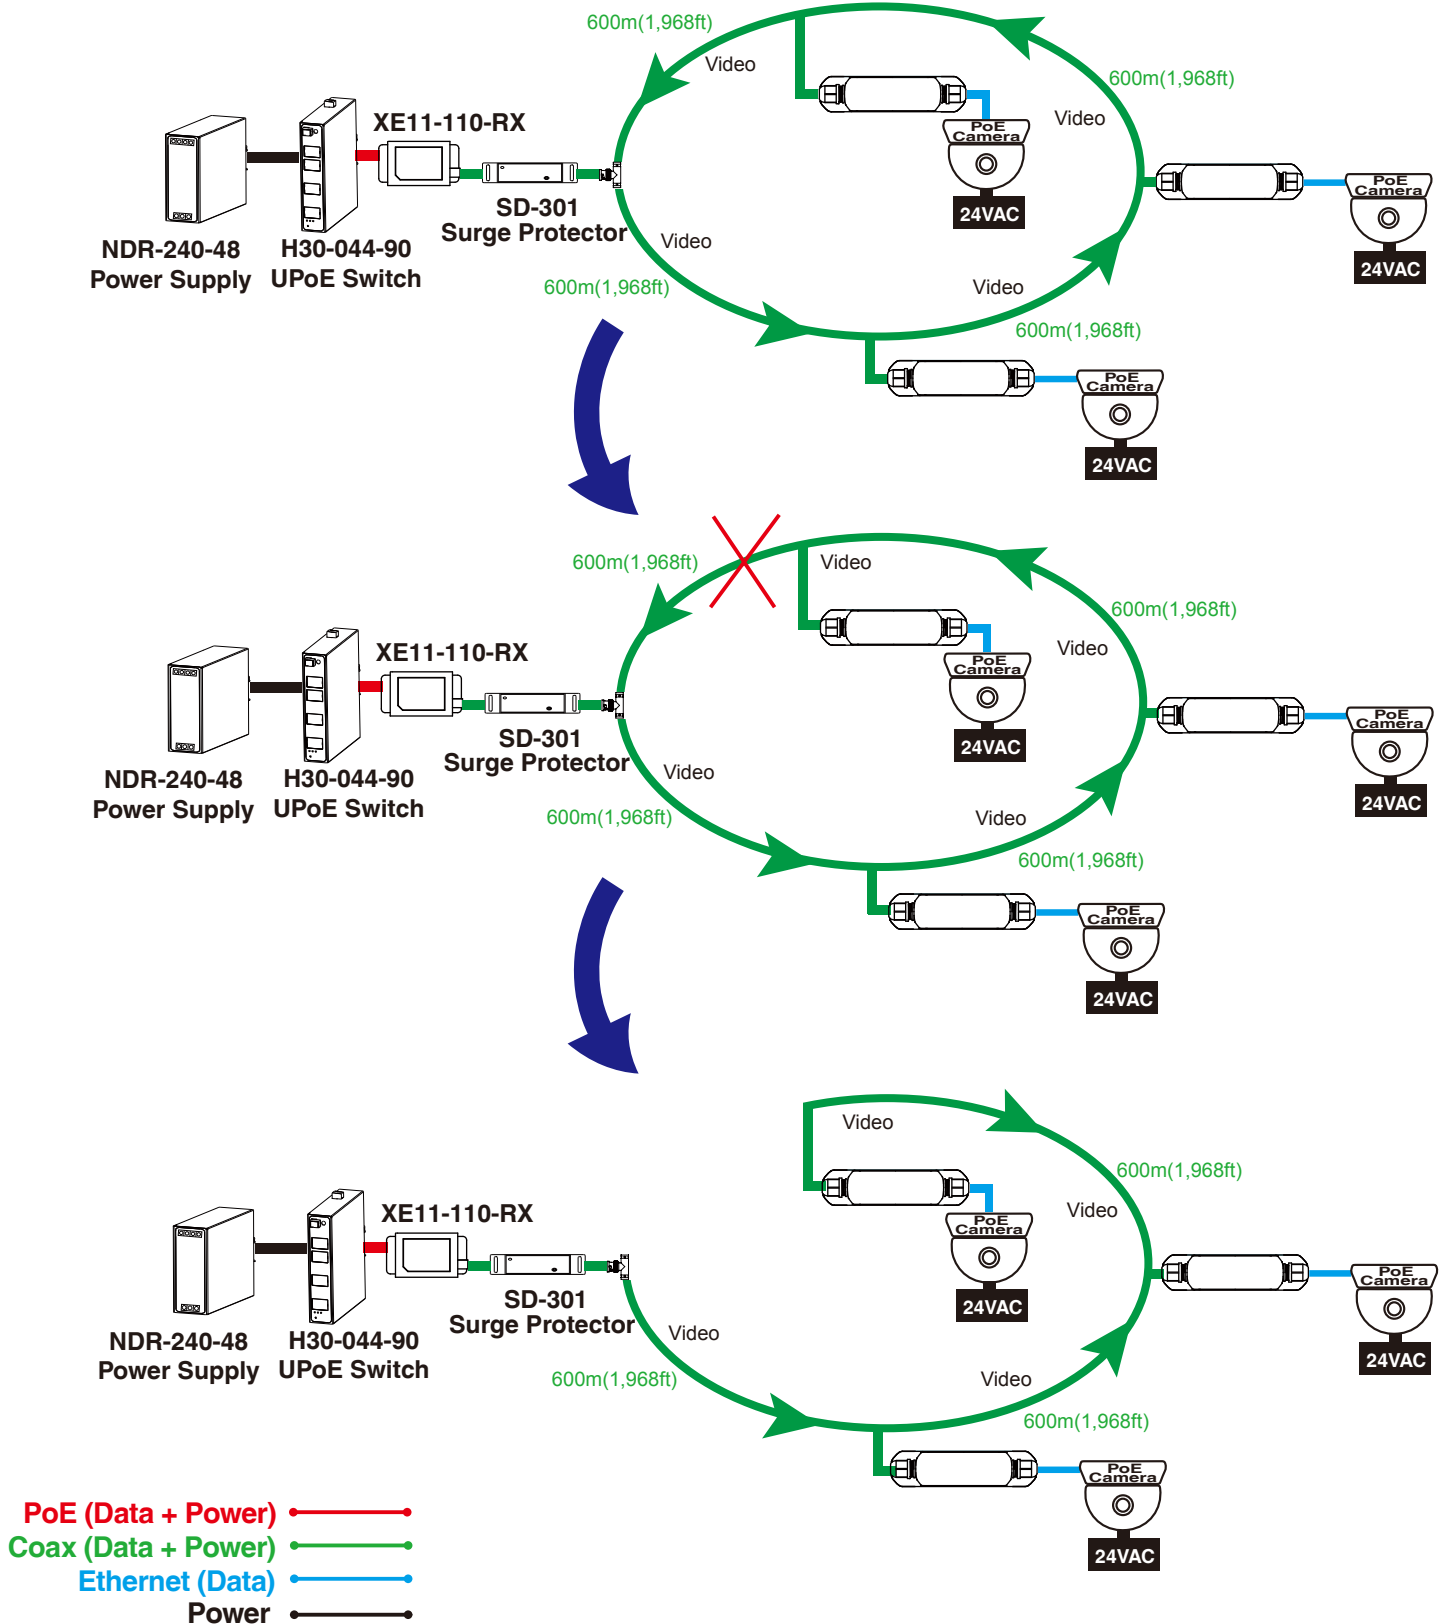 600m(1,968ft)
Video
600m(1,968ft)
Video
XE11-110-RX
PoE
Camera
24VAC
PoE
Camera
24VAC
SD-301
Surge Protector
NDR-240-48
Power Supply
H30-044-90
UPoE Switch
Video
600m(1,968ft)
Video
600m(1,968ft)
PoE
Camera
24VAC
600m(1,968ft)
Video
600m(1,968ft)
Video
XE11-110-RX
PoE
Camera
24VAC
PoE
Camera
24VAC
SD-301
Surge Protector
NDR-240-48
Power Supply
H30-044-90
UPoE Switch
Video
600m(1,968ft)
Video
600m(1,968ft)
PoE
Camera
24VAC
Video
600m(1,968ft)
Video
XE11-110-RX
PoE
Camera
24VAC
PoE
Camera
24VAC
SD-301
Surge Protector
NDR-240-48
Power Supply
H30-044-90
UPoE Switch
Video
600m(1,968ft)
Video
600m(1,968ft)
PoE
Camera
24VAC
PoE (Data + Power)
Coax (Data + Power)
Ethernet (Data)
Power